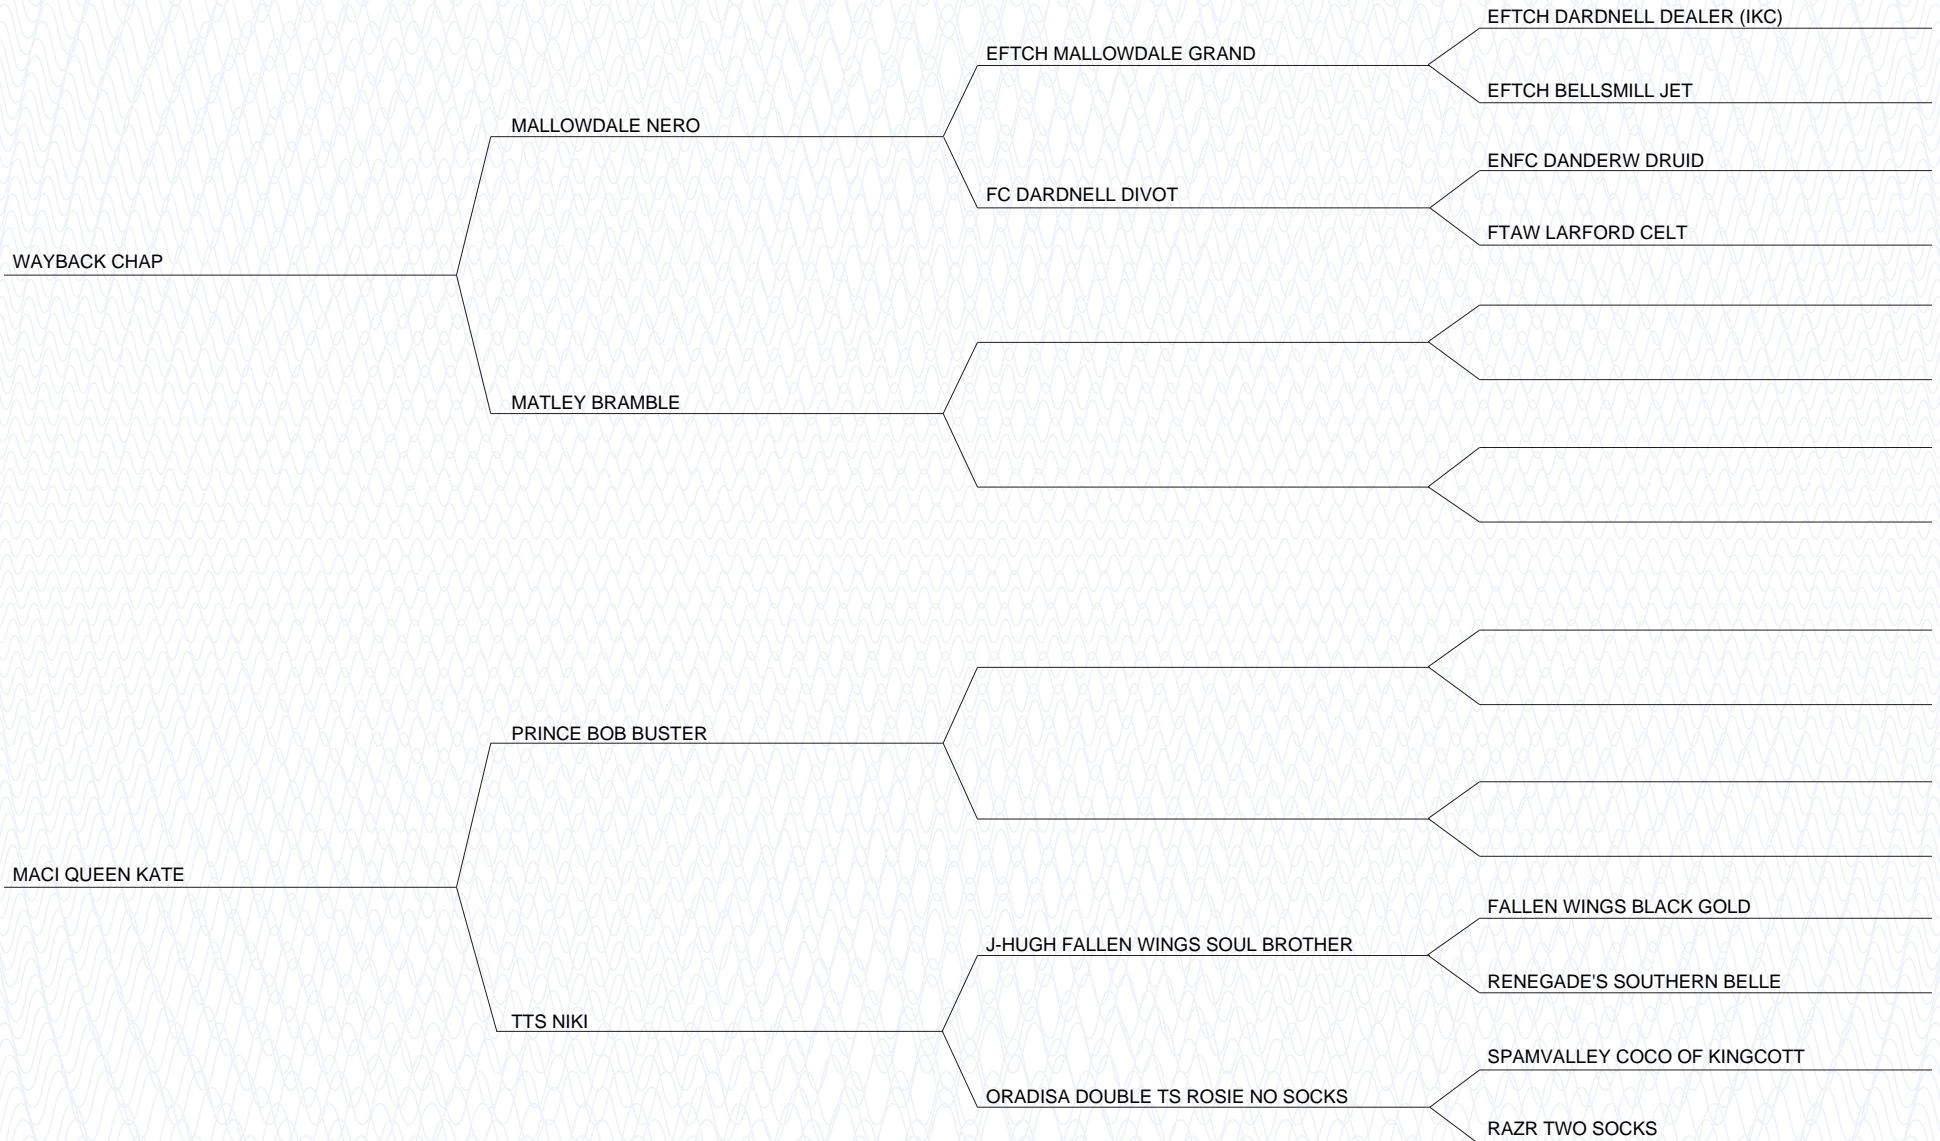 EFTCH DARDNELL DEALER (IKC)
EFTCH MALLOWDALE GRAND
EFTCH BELLSMILL JET
MALLOWDALE NERO
ENFC DANDERW DRUID
FC DARDNELL DIVOT
FTAW LARFORD CELT
WAYBACK CHAP
MATLEY BRAMBLE
PRINCE BOB BUSTER
MACI QUEEN KATE
FALLEN WINGS BLACK GOLD
J-HUGH FALLEN WINGS SOUL BROTHER
RENEGADE'S SOUTHERN BELLE
TTS NIKI
SPAMVALLEY COCO OF KINGCOTT
ORADISA DOUBLE TS ROSIE NO SOCKS
RAZR TWO SOCKS